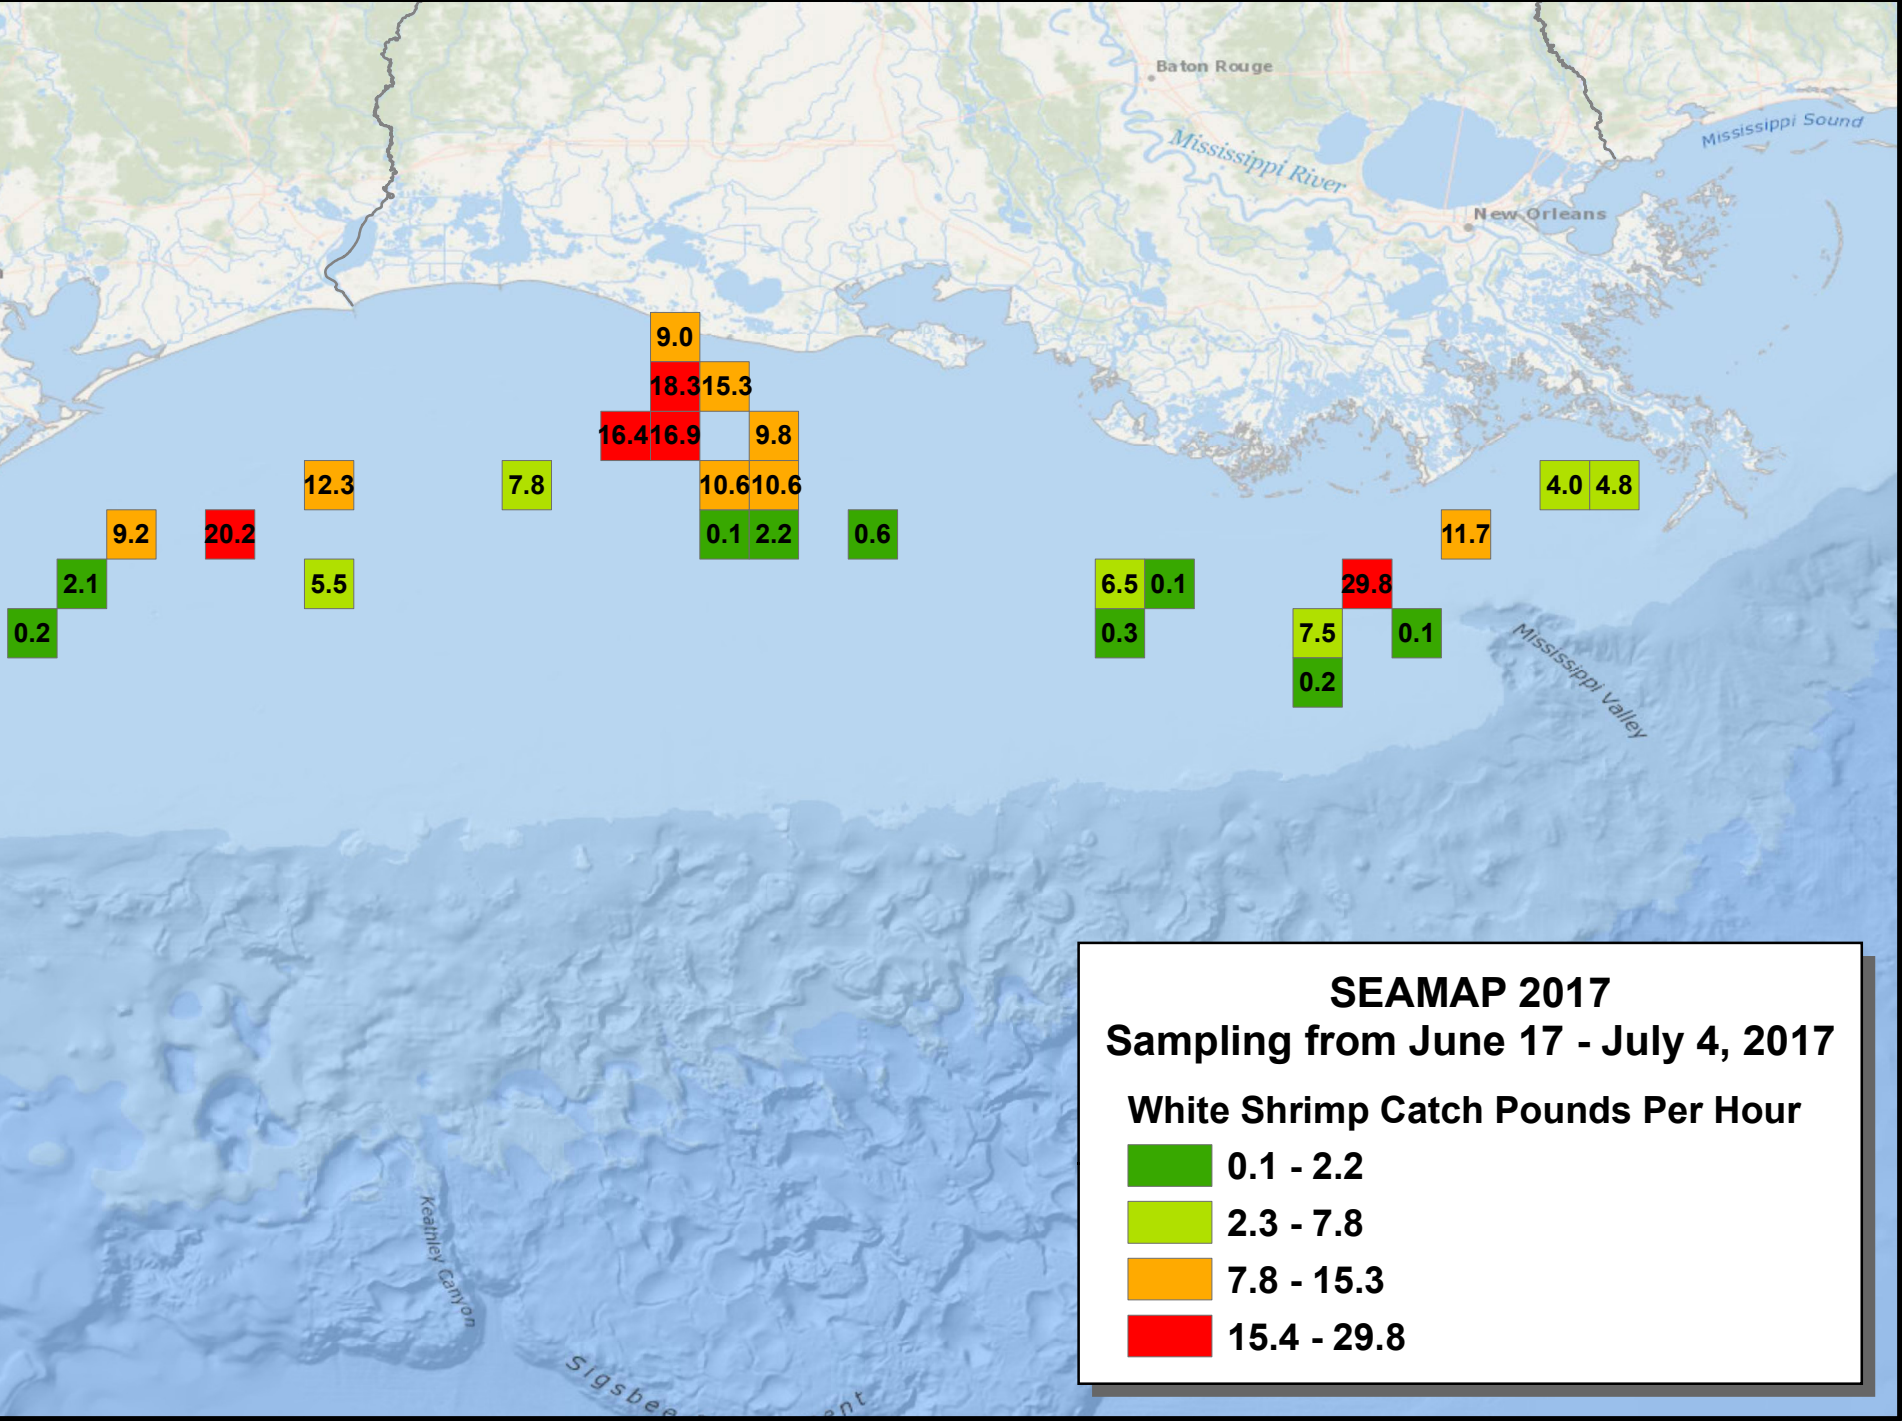 Baton Rouge
Mississippi Sound
Mississippi River
New Orleans
9.0
18.3 15.3
16.4 16.9 9.8
12.3 7.8 10.6 10.6 4.0 4.8
9.2 20.2 0.1 2.2 0.6 11.7
2.1 5.5 6.5 0.1 29.8
0.2 0.3 7.5 0.1
0.2
Mississippi Valley
Keathley Canyon
Sigsbee
SEAMAP 2017
Sampling from June 17 - July 4, 2017
White Shrimp Catch Pounds Per Hour
0.1 - 2.2
2.3 - 7.8
7.8 - 15.3
15.4 - 29.8